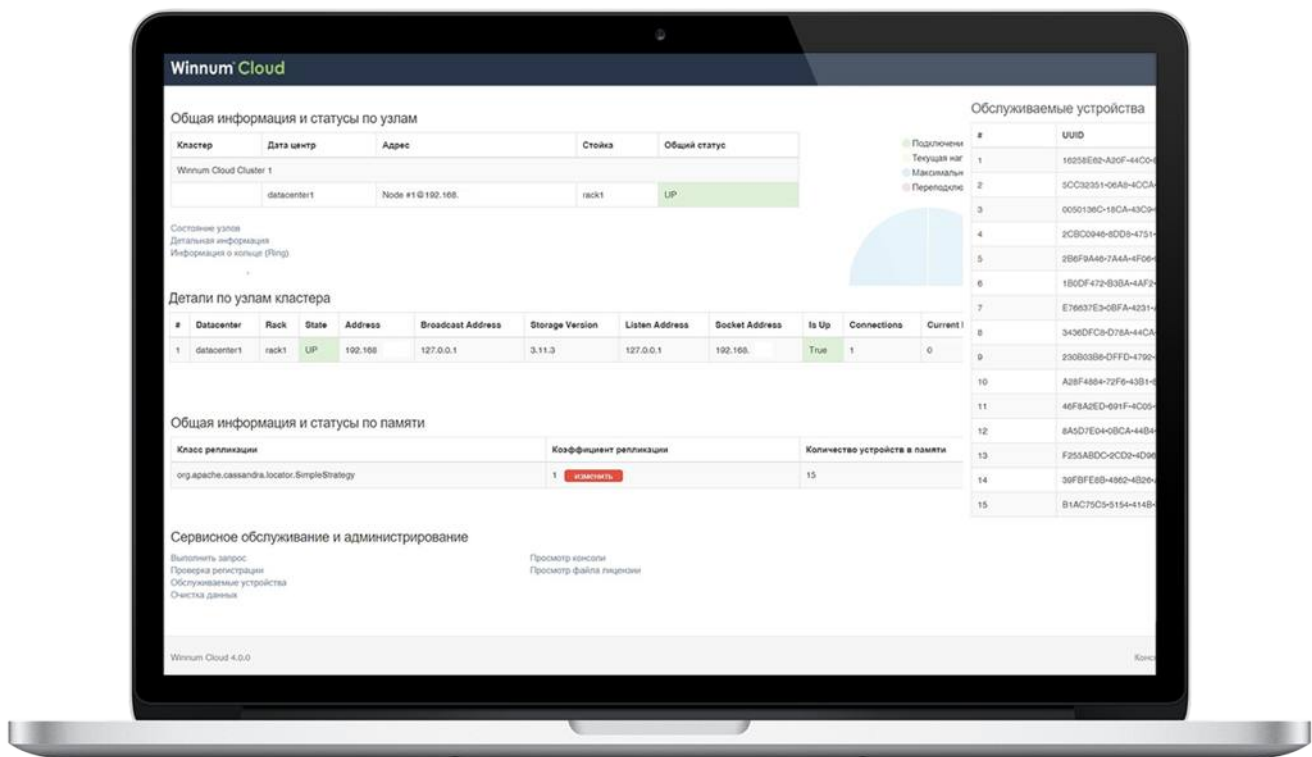 Winnum Cloud
Общая информация и статусы по узлам
Кластер Дата центр Адрес Стойка Общий статус
Winnum Cloud Cluster 1
datacenter1 Node #1@192.168. rack1 UP
Состояние узлов
Детальная информация
Информация о кольце (Ring)
Подключени
Текущая наг
Максимальн
Переподклю
Детали по узлам кластера
# Datacenter Rack State Address Broadcast Address Storage Version Listen Address Socket Address Is Up Connections Current
1 datacenter1 rack1 UP 192.168 127.0.0.1 3.11.3 127.0.0.1 192.168. True 1 0
Общая информация и статусы по памяти
Класс репликации Коэффициент репликации Количество устройств в памяти
org.apache.cassandra.locator.SimpleStrategy 1 изменить 15
Сервисное обслуживание и администрирование
Выполнить запрос
Проверка регистрации
Обслуживаемые устройства
Очистка данных
Просмотр консоли
Просмотр файла лицензии
Обслуживаемые устройства
# UUID
1 16258E62-A20F-44C0-
2 5CC32351-06A8-4CCA-
3 0050136C-18CA-43C9-
4 2CBC0946-8DD8-4751-
5 2B6F9A46-7A4A-4F06-
6 1B0DF472-B3BA-4AF2-
7 E76637E3-0BFA-4231-
8 3436DFC8-D76A-44CA-
9 230B03B8-DFFD-4792-
10 A28F4884-72F6-43B1-
11 46F8A2ED-691F-4C05-
12 8A5D7E04-0BCA-44B4-
13 F255ABDC-2CD2-4D96
14 39FBFE8B-4862-4B26-
15 B1AC75C5-5154-414B-
Winnum Cloud 4.0.0